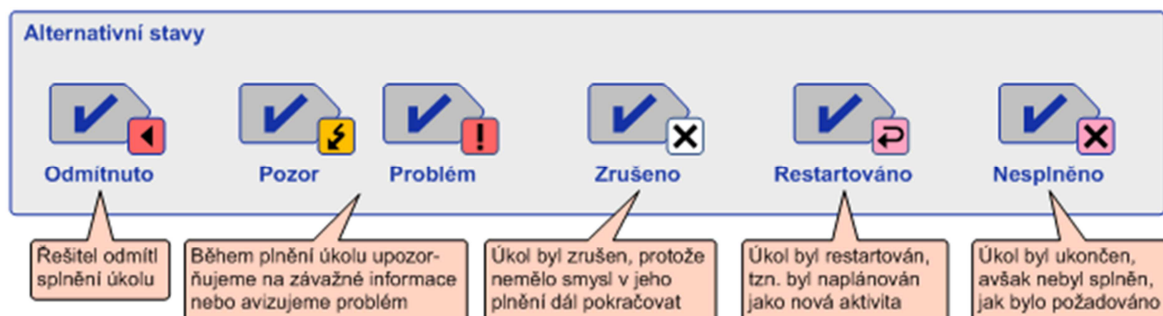 Alternativní stavy
Odmítnuto
Pozor
Problém
Zrušeno
Restartováno
Nesplněno
Řešitel odmítl
splnění úkolu
Během plnění úkolu upozor-
ňujeme na závažné informace
nebo avizujeme problém
Úkol byl zrušen, protože
nemělo smysl v jeho
plnění dál pokračovat
Úkol byl restartován,
tzn. byl naplánován
jako nová aktivita
Úkol byl ukončen,
avšak nebyl splněn,
jak bylo požadováno